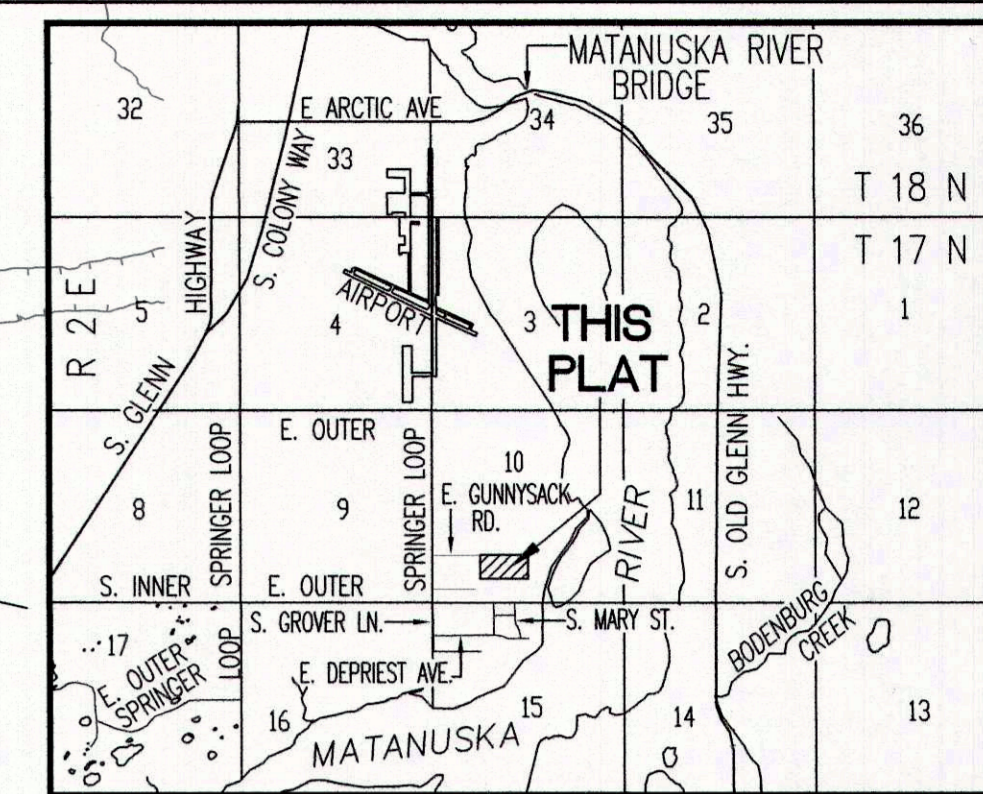 MATANUSKA RIVER
BRIDGE
32
E ARCTIC AVE
34
35
36
33
T 18 N
HIGHWAY
S. COLONY WAY
T 17 N
R 2 E
5
4
AIRPORT
3
THIS
PLAT
2
1
S. GLENN
S. OLD GLENN HWY.
SPRINGER LOOP
E. OUTER
SPRINGER LOOP
10
E. GUNNYSACK
RD.
8
9
11
12
RIVER
S. INNER
E. OUTER
S. GROVER LN.
S. MARY ST.
17
E. OUTER
SPRINGER
LOOP
E. DEPRIEST AVE.
BODENBURG
CREEK
16
15
14
13
MATANUSKA